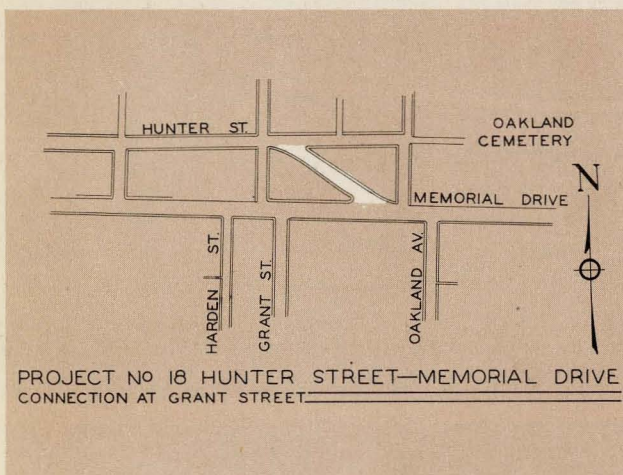 HUNTER ST.
OAKLAND
CEMETERY
MEMORIAL DRIVE
N
HARDEN ST.
GRANT ST.
OAKLAND AV.
PROJECT No 18 HUNTER STREET—MEMORIAL DRIVE
CONNECTION AT GRANT STREET